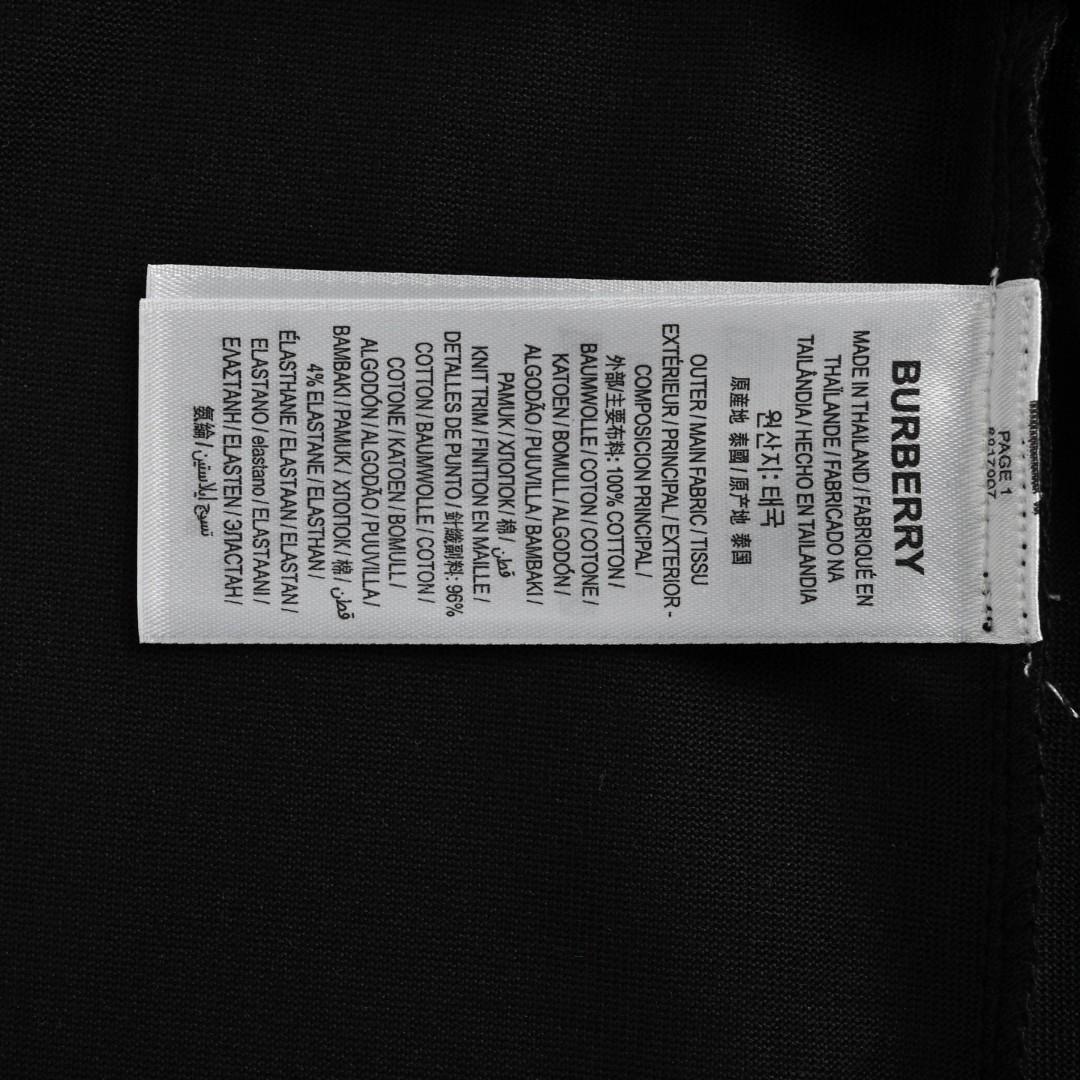 PAGE 1
BURBERRY
MADE IN THAILAND / FABRIQUÉ EN
THAÏLANDE / FABRICADO NA
TAILÂNDIA / HECHO EN TAILANDIA
원산지: 태국
原産地 泰國 / 原产地 泰国
OUTER MAIN FABRIC / TISSU
EXTÉRIEUR / PRINCIPAL / EXTERIOR -
COMPOSICION PRINCIPAL /
外部/主要布料: 100% COTTON /
BAUMWOLLE / COTON / COTONE /
KATOEN / BOMULL / ALGODÓN /
ALGODÃO / PUUVILLA / BAMBAKI /
PAMUK / ХЛОПОК / 棉 / قطن
KNIT TRIM / FINITION EN MAILLE /
DETALLES DE PUNTO / 針織副料: 96%
COTTON / BAUMWOLLE / COTON /
COTONE / KATOEN / BOMULL /
ALGODÓN / ALGODÃO / PUUVILLA /
BAMBAKI / PAMUK / ХЛОПОК / 棉 / قطن
4% ELASTANE / ELASTHAN /
ÉLASTHANE / ELASTAAN / ELASTAN /
ELASTANO / elastano / ELASTAANI /
ΕΛΑΣΤΑΝΗ / ELASTEN / ЭЛАСТАН /
氨綸 / نسيج إيلاستين